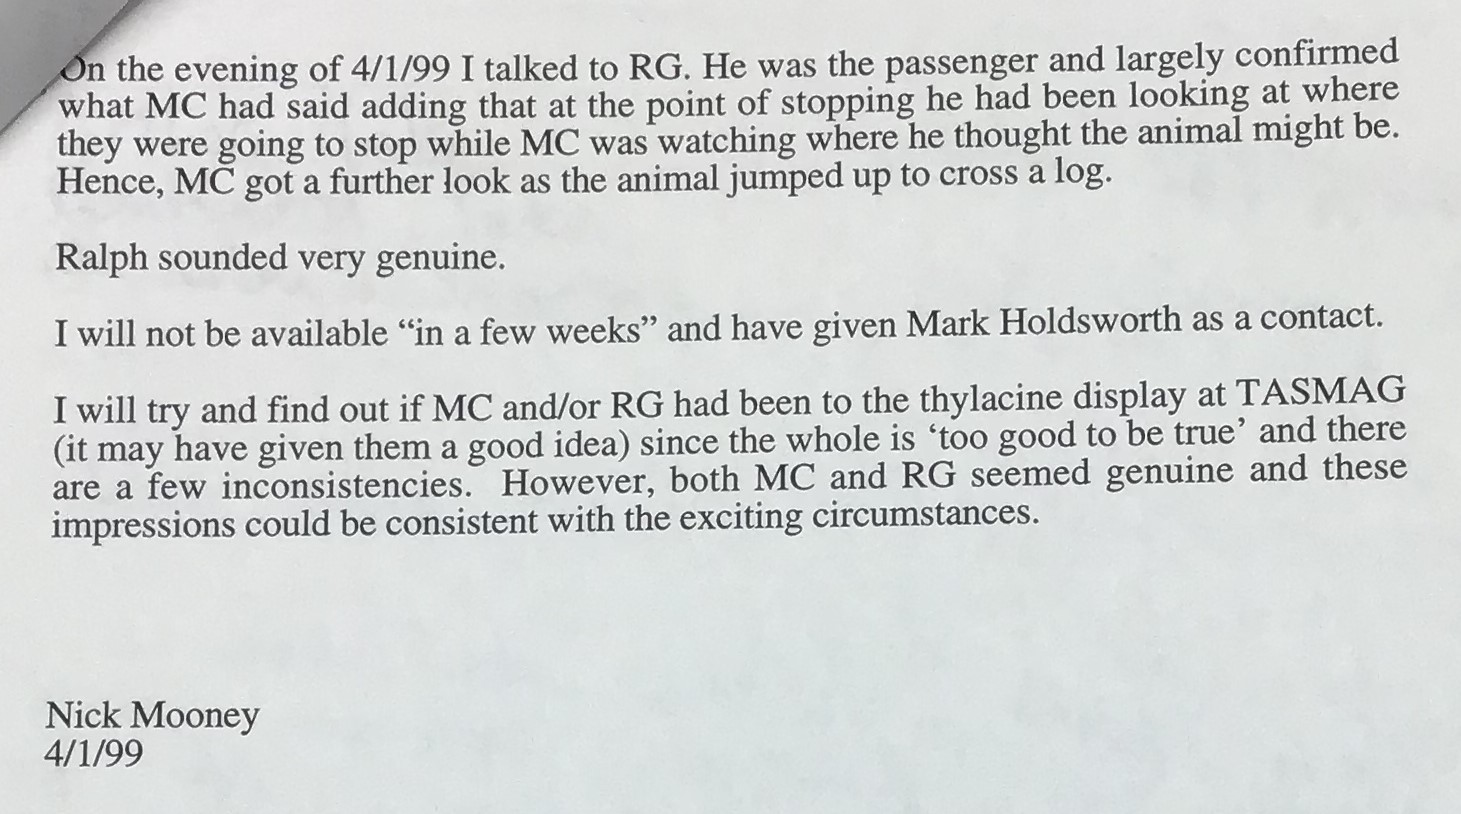 On the evening of 4/1/99 I talked to RG. He was the passenger and largely confirmed
what MC had said adding that at the point of stopping he had been looking at where
they were going to stop while MC was watching where he thought the animal might be.
Hence, MC got a further look as the animal jumped up to cross a log.
Ralph sounded very genuine.
I will not be available “in a few weeks” and have given Mark Holdsworth as a contact.
I will try and find out if MC and/or RG had been to the thylacine display at TASMAG
(it may have given them a good idea) since the whole is ‘too good to be true’ and there
are a few inconsistencies. However, both MC and RG seemed genuine and these
impressions could be consistent with the exciting circumstances.
Nick Mooney
4/1/99